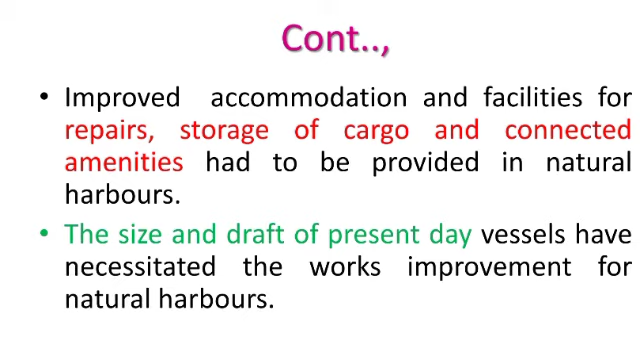 Cont..,
• Improved accommodation and facilities for
repairs, storage of cargo and connected
amenities had to be provided in natural
harbours.
• The size and draft of present day vessels have
necessitated the works improvement for
natural harbours.